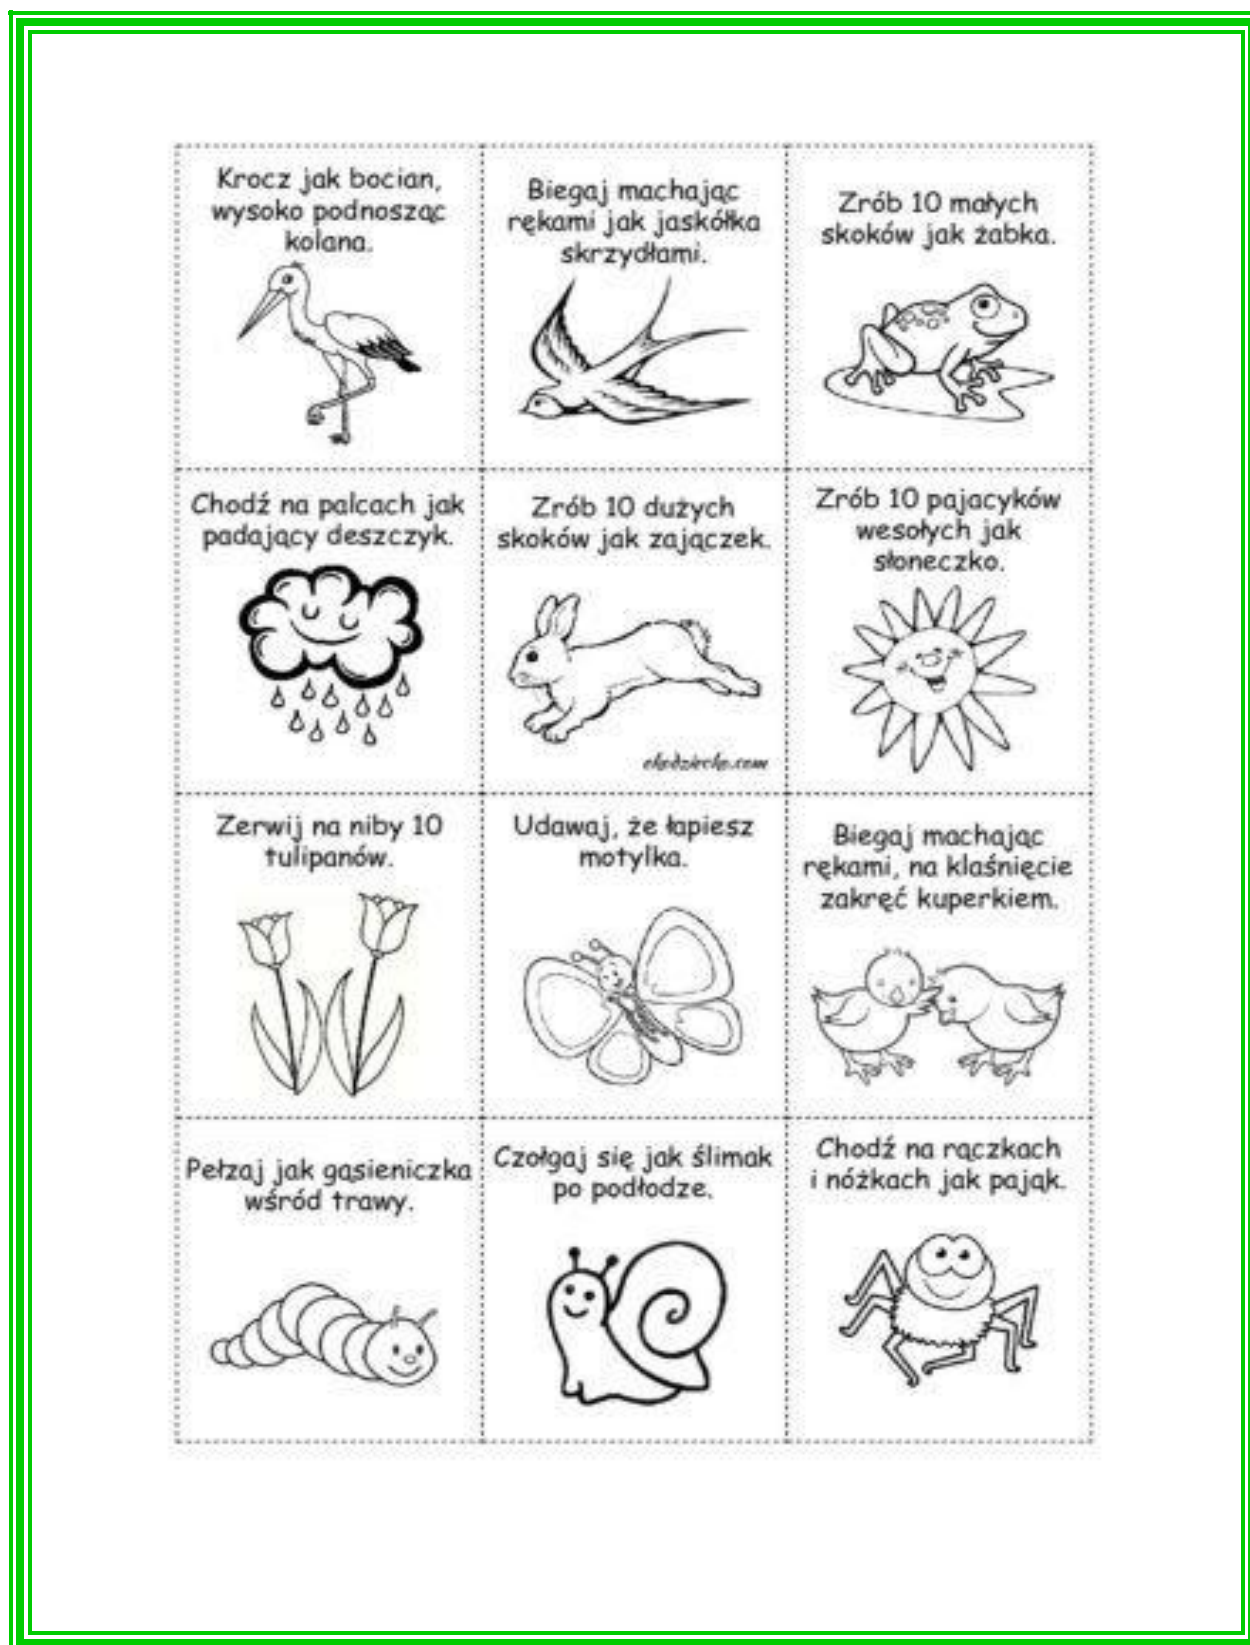 Krocz jak bocian,
wysoko podnosząc
kolana.
Biegaj machając
rękami jak jaskółka
skrzydłami.
Zrób 10 małych
skoków jak żabka.
Chodź na palcach jak
padający deszczyk.
Zrób 10 dużych
skoków jak zajączek.
ekodziecko.com
Zrób 10 pajacyków
wesołych jak
słoneczko.
Zerwij na niby 10
tulipanów.
Udawaj, że łapiesz
motylka.
Biegaj machając
rękami, na klaśnięcie
zakręć kuperkiem.
Pełzaj jak gąsieniczka
wśród trawy.
Czołgaj się jak ślimak
po podłodze.
Chodź na rączkach
i nóżkach jak pająk.